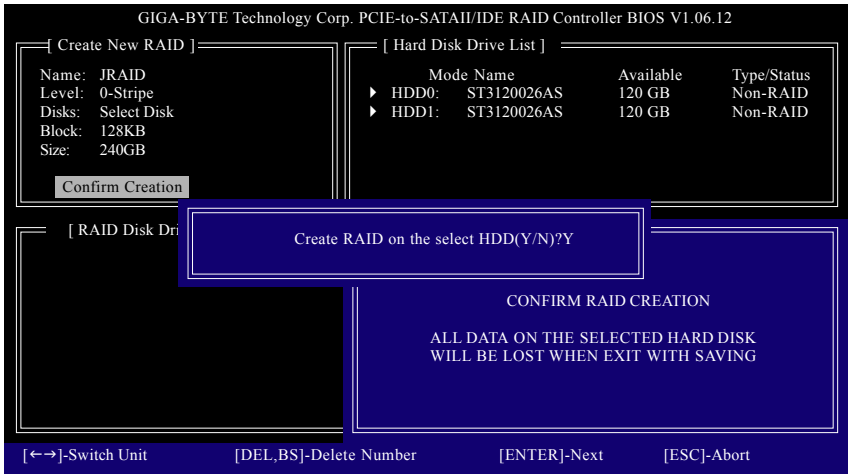 GIGA-BYTE Technology Corp. PCIE-to-SATAII/IDE RAID Controller BIOS V1.06.12
[ Create New RAID ]
Name: JRAID
Level: 0-Stripe
Disks: Select Disk
Block: 128KB
Size: 240GB
Confirm Creation
[ Hard Disk Drive List ]
Mode Name Available Type/Status
HDD0: ST3120026AS 120 GB Non-RAID
HDD1: ST3120026AS 120 GB Non-RAID
[ RAID Disk Dri
Create RAID on the select HDD(Y/N)?Y
CONFIRM RAID CREATION
ALL DATA ON THE SELECTED HARD DISK
WILL BE LOST WHEN EXIT WITH SAVING
[←→]-Switch Unit [DEL,BS]-Delete Number [ENTER]-Next [ESC]-Abort